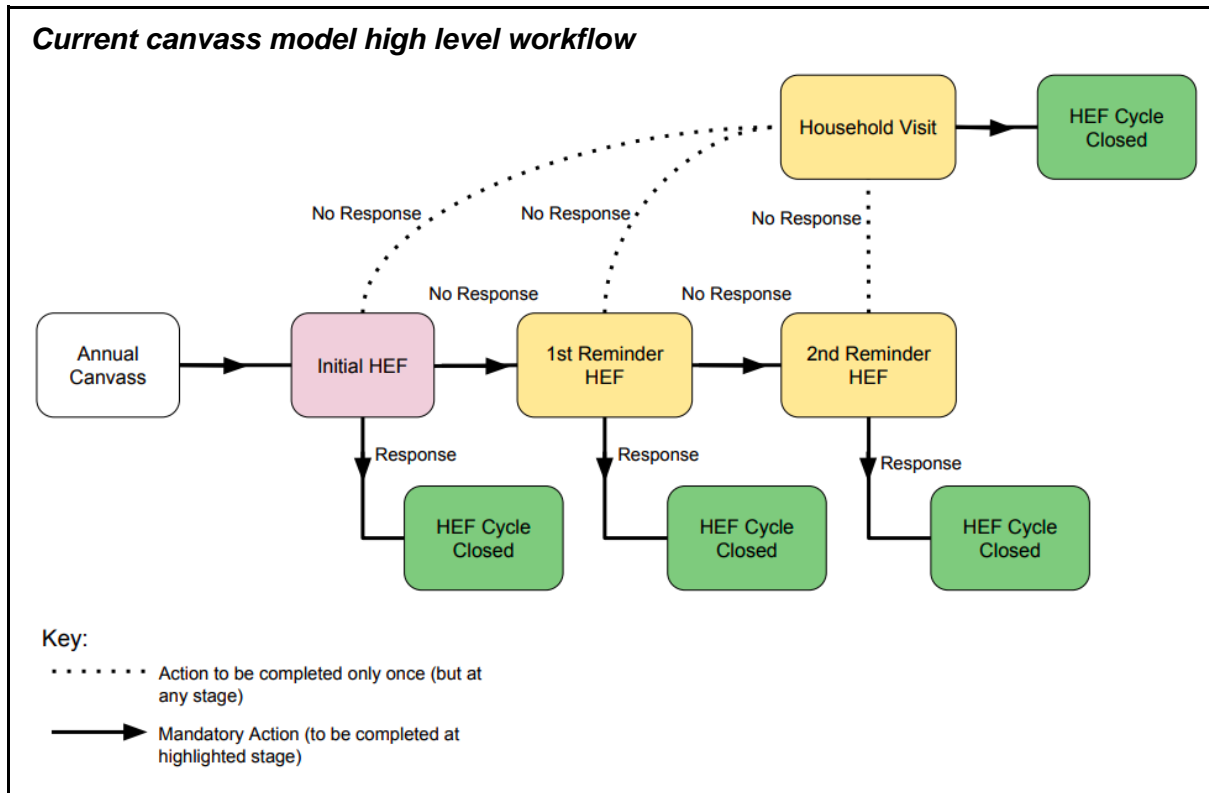 Current canvass model high level workflow
Household Visit
HEF Cycle
Closed
No Response
No Response
No Response
No Response
No Response
Annual
Canvass
Initial HEF
1st Reminder
HEF
2nd Reminder
HEF
Response
Response
Response
HEF Cycle
Closed
HEF Cycle
Closed
HEF Cycle
Closed
Key:
Action to be completed only once (but at
any stage)
Mandatory Action (to be completed at
highlighted stage)